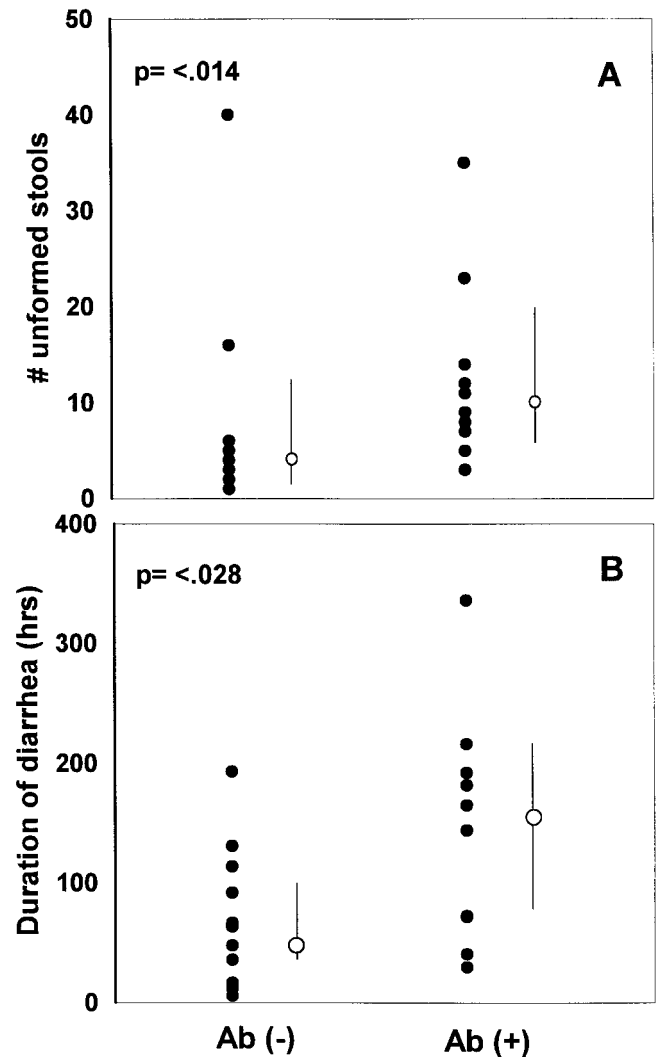 50
p= <.014
A
40
30
20
10
0
# unformed stools
400
p= <.028
B
300
200
100
0
Duration of diarrhea (hrs)
Ab (-)
Ab (+)